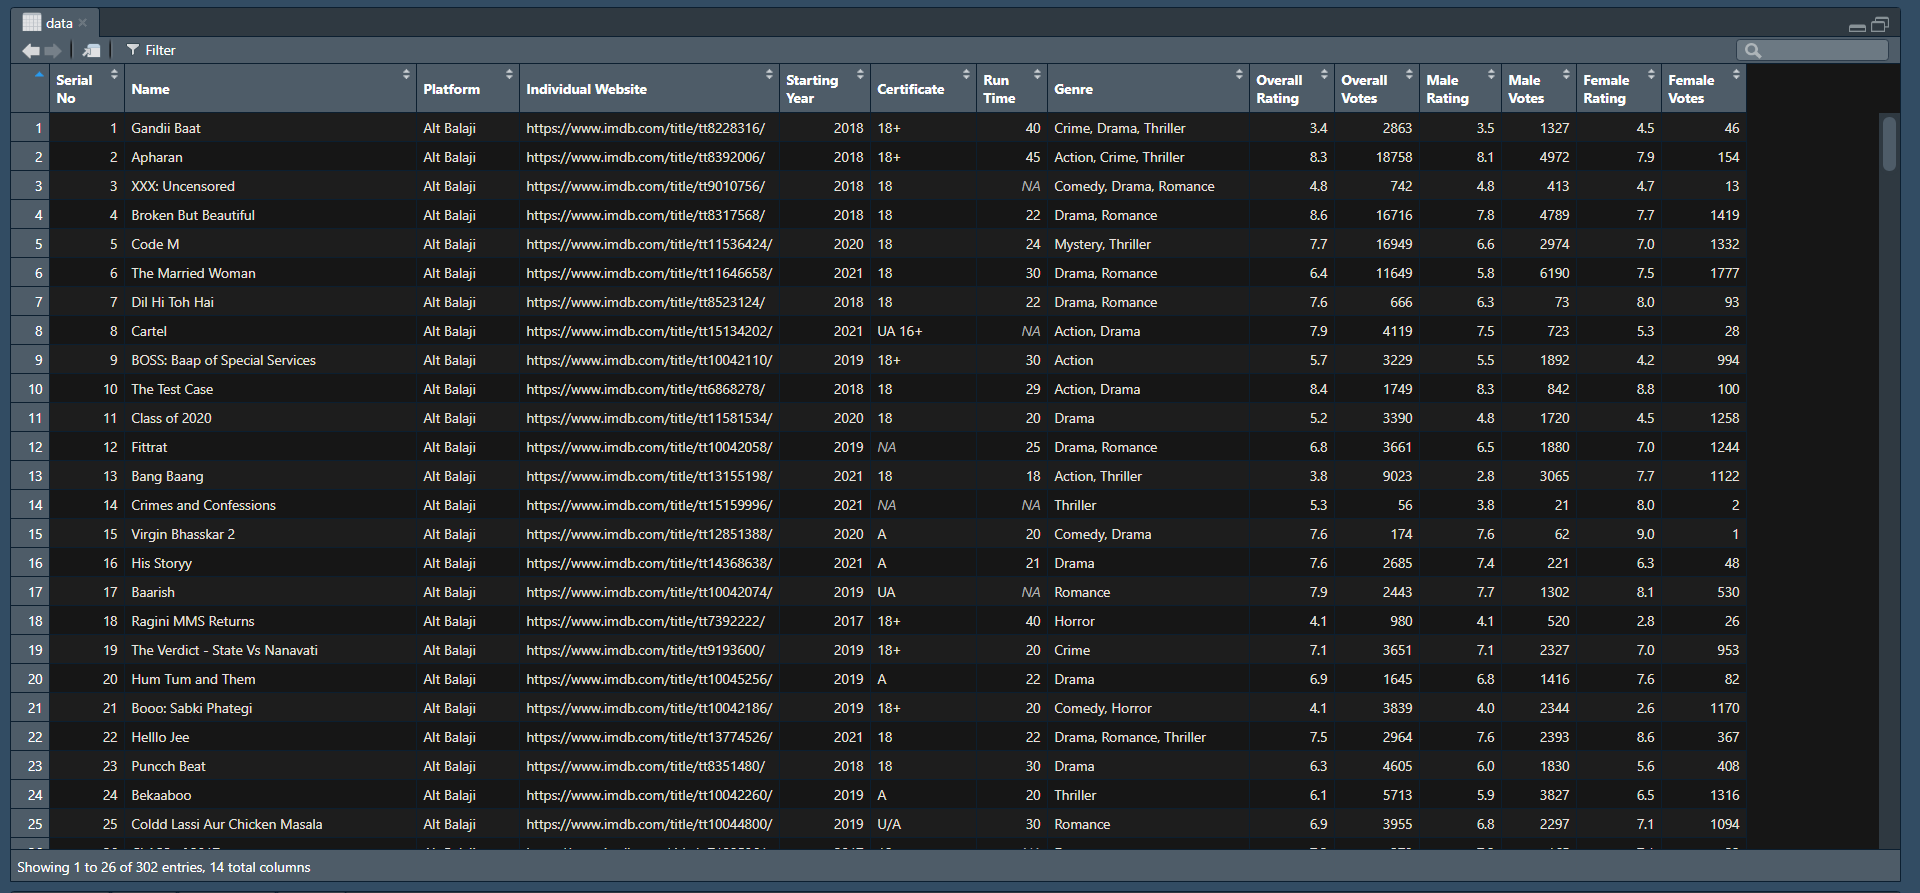 data
Filter
Serial No Name Platform Individual Website Starting Year Certificate Run Time Genre Overall Rating Overall Votes Male Rating Male Votes Female Rating Female Votes
1 1 Gandii Baat Alt Balaji https://www.imdb.com/title/tt8228316/ 2018 18+ 40 Crime, Drama, Thriller 3.4 2863 3.5 1327 4.5 46
2 2 Apharan Alt Balaji https://www.imdb.com/title/tt8392006/ 2018 18+ 45 Action, Crime, Thriller 8.3 18758 8.1 4972 7.9 154
3 3 XXX: Uncensored Alt Balaji https://www.imdb.com/title/tt9010756/ 2018 18 NA Comedy, Drama, Romance 4.8 742 4.8 413 4.7 13
4 4 Broken But Beautiful Alt Balaji https://www.imdb.com/title/tt8317568/ 2018 18 22 Drama, Romance 8.6 16716 7.8 4789 7.7 1419
5 5 Code M Alt Balaji https://www.imdb.com/title/tt11536424/ 2020 18 24 Mystery, Thriller 7.7 16949 6.6 2974 7.0 1332
6 6 The Married Woman Alt Balaji https://www.imdb.com/title/tt11646658/ 2021 18 30 Drama, Romance 6.4 11649 5.8 6190 7.5 1777
7 7 Dil Hi Toh Hai Alt Balaji https://www.imdb.com/title/tt8523124/ 2018 18 22 Drama, Romance 7.6 666 6.3 73 8.0 93
8 8 Cartel Alt Balaji https://www.imdb.com/title/tt15134202/ 2021 UA 16+ NA Action, Drama 7.9 4119 7.5 723 5.3 28
9 9 BOSS: Baap of Special Services Alt Balaji https://www.imdb.com/title/tt10042110/ 2019 18+ 30 Action 5.7 3229 5.5 1892 4.2 994
10 10 The Test Case Alt Balaji https://www.imdb.com/title/tt6868278/ 2018 18 29 Action, Drama 8.4 1749 8.3 842 8.8 100
11 11 Class of 2020 Alt Balaji https://www.imdb.com/title/tt11581534/ 2020 18 20 Drama 5.2 3390 4.8 1720 4.5 1258
12 12 Fittrat Alt Balaji https://www.imdb.com/title/tt10042058/ 2019 NA 25 Drama, Romance 6.8 3661 6.5 1880 7.0 1244
13 13 Bang Baang Alt Balaji https://www.imdb.com/title/tt13155198/ 2021 18 18 Action, Thriller 3.8 9023 2.8 3065 7.7 1122
14 14 Crimes and Confessions Alt Balaji https://www.imdb.com/title/tt15159996/ 2021 NA NA Thriller 5.3 56 3.8 21 8.0 2
15 15 Virgin Bhasskar 2 Alt Balaji https://www.imdb.com/title/tt12851388/ 2020 A 20 Comedy, Drama 7.6 174 7.6 62 9.0 1
16 16 His Storyy Alt Balaji https://www.imdb.com/title/tt14368638/ 2021 A 21 Drama 7.6 2685 7.4 221 6.3 48
17 17 Baarish Alt Balaji https://www.imdb.com/title/tt10042074/ 2019 UA NA Romance 7.9 2443 7.7 1302 8.1 530
18 18 Ragini MMS Returns Alt Balaji https://www.imdb.com/title/tt7392222/ 2017 18+ 40 Horror 4.1 980 4.1 520 2.8 26
19 19 The Verdict - State Vs Nanavati Alt Balaji https://www.imdb.com/title/tt9193600/ 2019 18+ 20 Crime 7.1 3651 7.1 2327 7.0 953
20 20 Hum Tum and Them Alt Balaji https://www.imdb.com/title/tt10045256/ 2019 A 22 Drama 6.9 1645 6.8 1416 7.6 82
21 21 Booo: Sabki Phategi Alt Balaji https://www.imdb.com/title/tt10042186/ 2019 18+ 20 Comedy, Horror 4.1 3839 4.0 2344 2.6 1170
22 22 Helllo Jee Alt Balaji https://www.imdb.com/title/tt13774526/ 2021 18 22 Drama, Romance, Thriller 7.5 2964 7.6 2393 8.6 367
23 23 Puncch Beat Alt Balaji https://www.imdb.com/title/tt8351480/ 2018 18 30 Drama 6.3 4605 6.0 1830 5.6 408
24 24 Bekaaboo Alt Balaji https://www.imdb.com/title/tt10042260/ 2019 A 20 Thriller 6.1 5713 5.9 3827 6.5 1316
25 25 Coldd Lassi Aur Chicken Masala Alt Balaji https://www.imdb.com/title/tt10044800/ 2019 U/A 30 Romance 6.9 3955 6.8 2297 7.1 1094
Showing 1 to 26 of 302 entries, 14 total columns